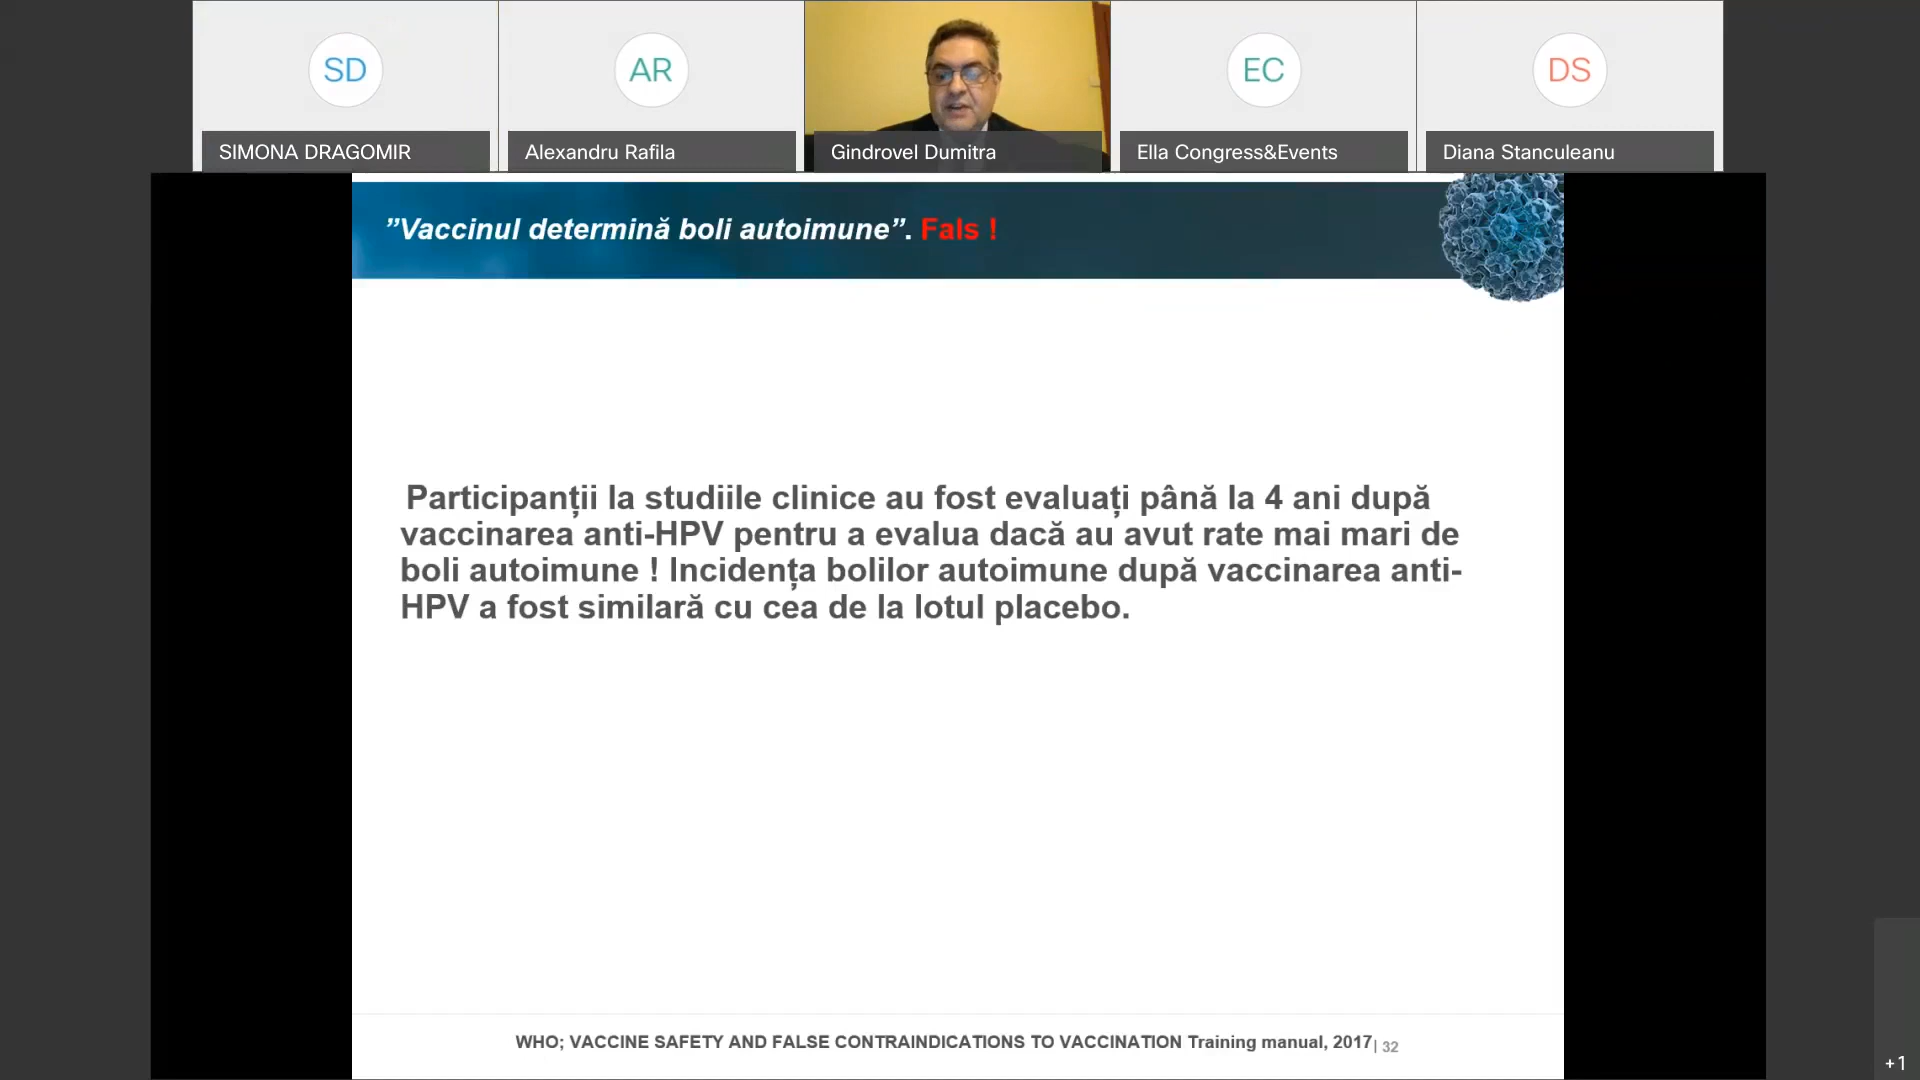 SD
AR
EC
DS
SIMONA DRAGOMIR
Alexandru Rafila
Gindrovel Dumitra
Ella Congress&Events
Diana Stanculeanu
”Vaccinul determină boli autoimune”. Fals !
Participanții la studiile clinice au fost evaluați până la 4 ani după
vaccinarea anti-HPV pentru a evalua dacă au avut rate mai mari de
boli autoimune ! Incidența bolilor autoimune după vaccinarea anti-
HPV a fost similară cu cea de la lotul placebo.
WHO; VACCINE SAFETY AND FALSE CONTRAINDICATIONS TO VACCINATION Training manual, 2017| 32
+1